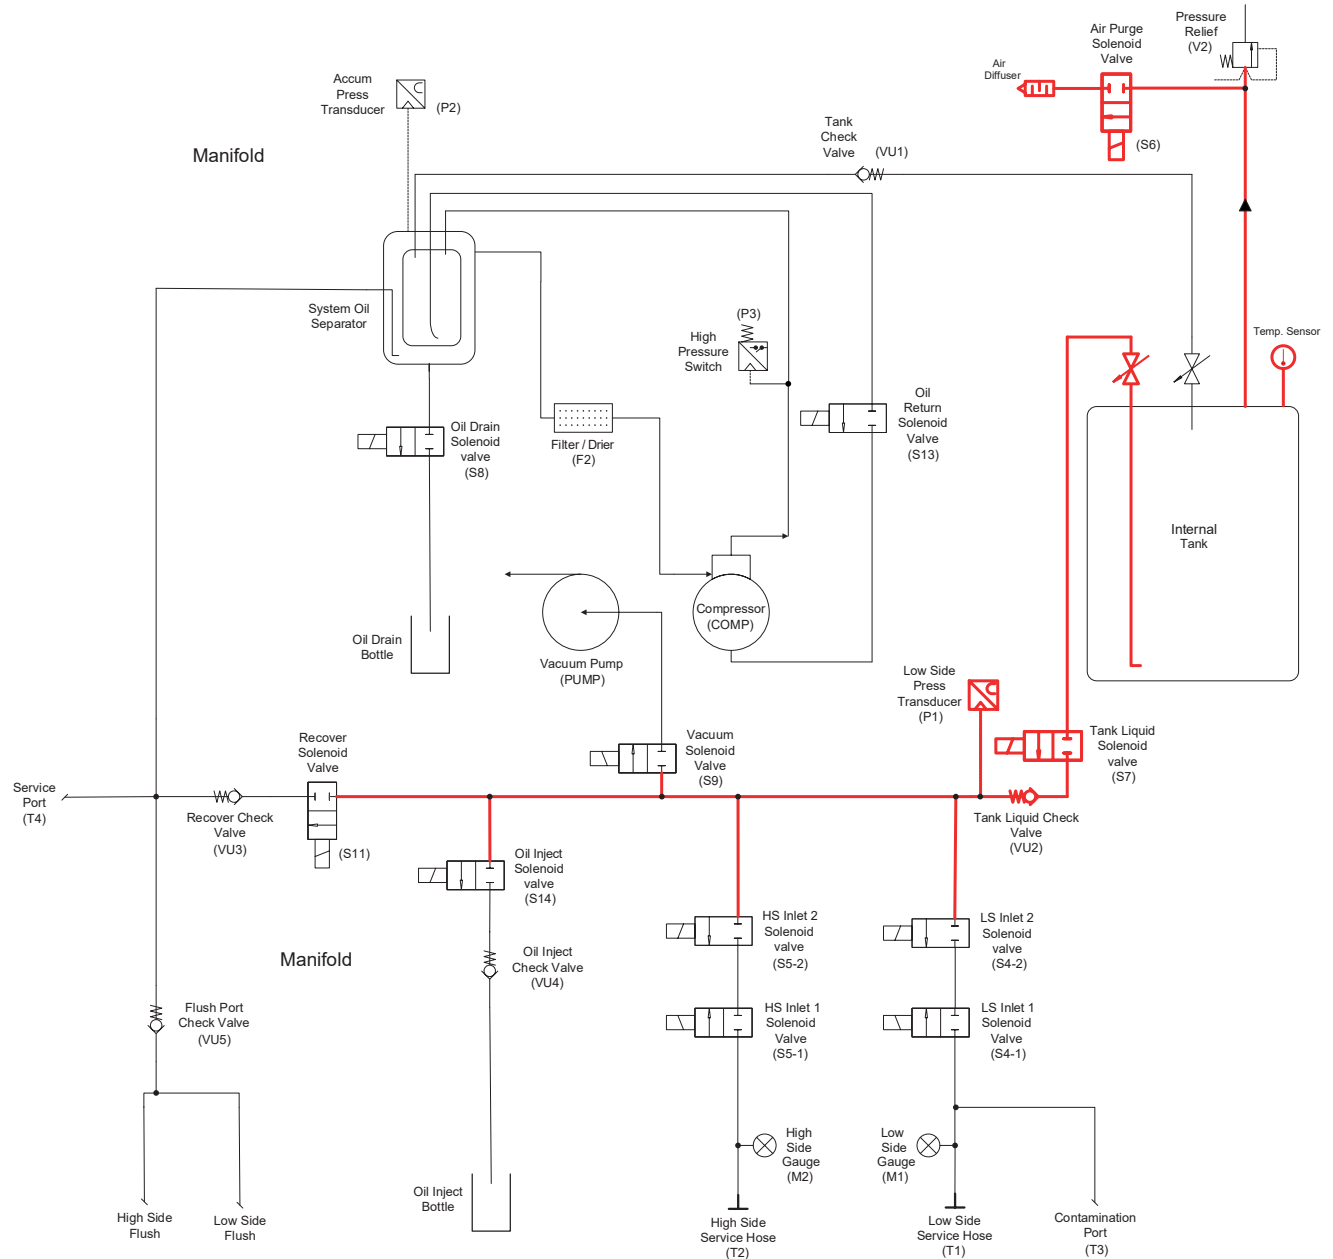 Pressure
Relief
(V2)
Air Purge
Solenoid
Valve
Air
Diffuser
(S6)
Accum
Press
Transducer
(P2)
Manifold
Tank
Check
Valve
(VU1)
System Oil
Separator
(P3)
High
Pressure
Switch
Temp. Sensor
Oil
Return
Solenoid
Valve
(S13)
Oil Drain
Solenoid
valve
(S8)
Filter / Drier
(F2)
Internal
Tank
Compressor
(COMP)
Oil Drain
Bottle
Vacuum Pump
(PUMP)
Low Side
Press
Transducer
(P1)
Recover
Solenoid
Valve
Vacuum
Solenoid
Valve
(S9)
Tank Liquid
Solenoid
valve
(S7)
Service
Port
(T4)
Recover Check
Valve
(VU3)
(S11)
Tank Liquid Check
Valve
(VU2)
Oil Inject
Solenoid
valve
(S14)
HS Inlet 2
Solenoid
valve
(S5-2)
LS Inlet 2
Solenoid
valve
(S4-2)
Manifold
Oil Inject
Check Valve
(VU4)
Flush Port
Check Valve
(VU5)
HS Inlet 1
Solenoid
Valve
(S5-1)
LS Inlet 1
Solenoid
Valve
(S4-1)
High
Side
Gauge
(M2)
Low
Side
Gauge
(M1)
Oil Inject
Bottle
High Side
Flush
Low Side
Flush
High Side
Service Hose
(T2)
Low Side
Service Hose
(T1)
Contamination
Port
(T3)